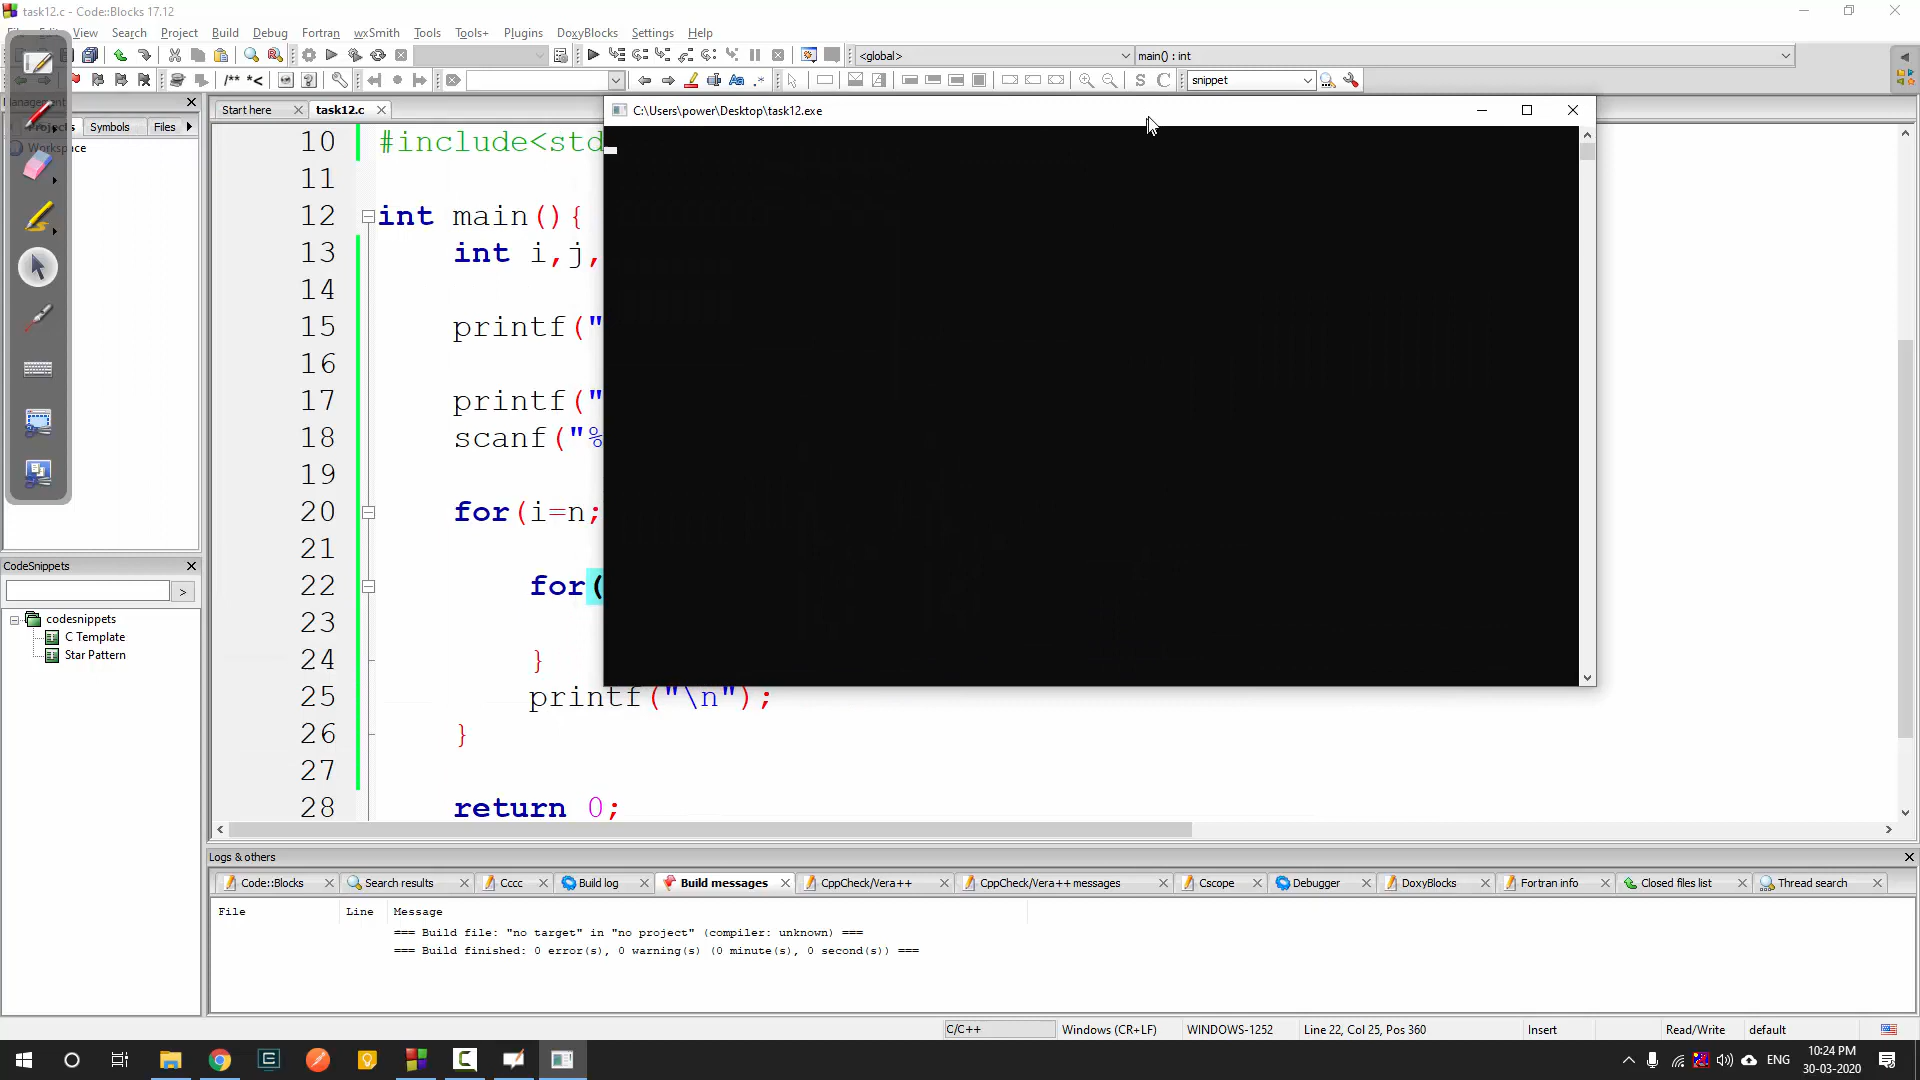 task12.c - Code::Blocks 17.12
View Search Project Build Debug Fortran wxSmith Tools Tools+ Plugins DoxyBlocks Settings Help
<global>
main() : int
/** *<
snippet
Management
Projects Symbols Files
Workspace
Start here
task12.c
C:\Users\power\Desktop\task12.exe
10 #include<std
11
12 int main(){
13 int i,j,
14
15 printf("
16
17 printf("
18 scanf("%
19
20 for(i=n;
21
22 for(
23
24 }
25 printf("\n");
26 }
27
28 return 0;
CodeSnippets
>
codesnippets
C Template
Star Pattern
Logs & others
Code::Blocks Search results Cccc Build log Build messages CppCheck/Vera++ CppCheck/Vera++ messages Cscope Debugger DoxyBlocks Fortran info Closed files list Thread search
File Line Message
=== Build file: "no target" in "no project" (compiler: unknown) ===
=== Build finished: 0 error(s), 0 warning(s) (0 minute(s), 0 second(s)) ===
C/C++ Windows (CR+LF) WINDOWS-1252 Line 22, Col 25, Pos 360 Insert Read/Write default
ENG
10:24 PM
30-03-2020